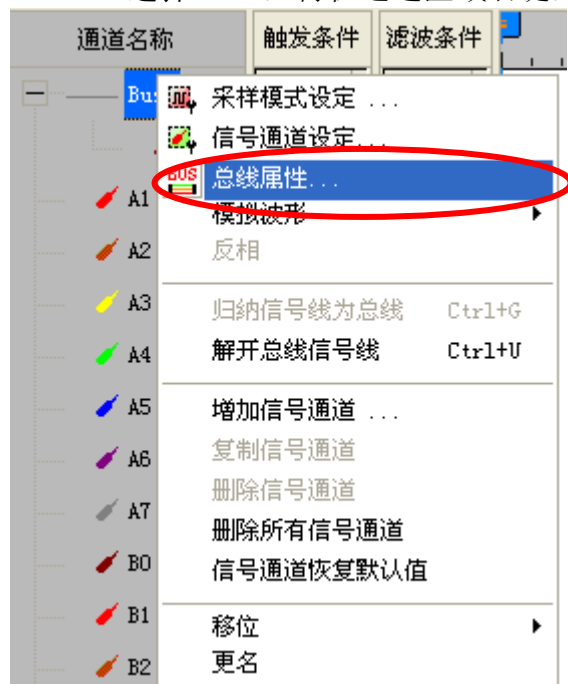 通道名称 触发条件 滤波条件
Bus
采样模式设定 ...
信号通道设定...
BUS 总线属性...
A1 模拟波形
A2 反相
A3 归纳信号线为总线 Ctrl+G
A4 解开总线信号线 Ctrl+U
A5 增加信号通道 ...
A6 复制信号通道
删除信号通道
A7
删除所有信号通道
B0 信号通道恢复默认值
B1 移位
B2 更名